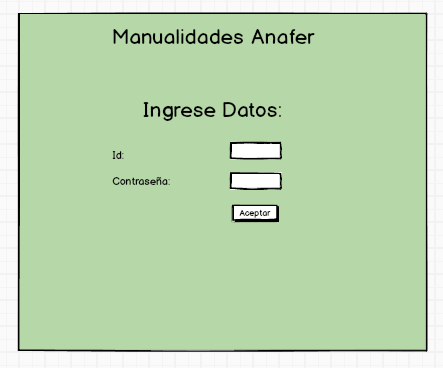 Manualidades Anafer
Ingrese Datos:
Id:
Contraseña:
Aceptar